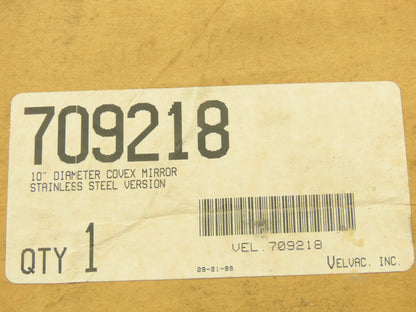 709218
10" DIAMETER COVEX MIRROR
STAINLESS STEEL VERSION
VEL 709218
QTY 1
09-21-98
VELVAC, INC.